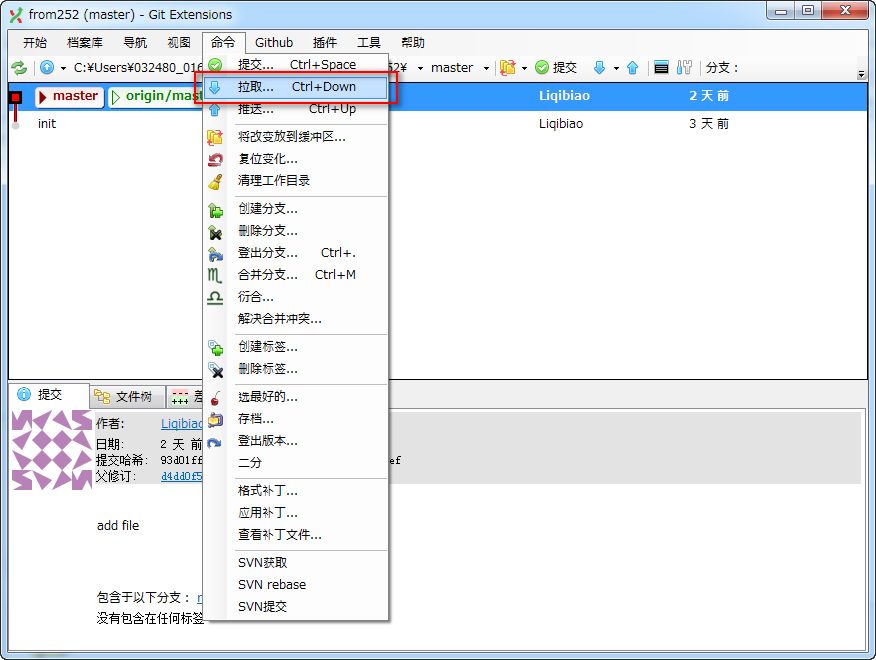 from252 (master) - Git Extensions
开始 档案库 导航 视图 命令 Github 插件 工具 帮助
C:¥Users¥032480_016 52¥ master 提交 分支：
master origin/mast Liqibiao 2 天 前
init Liqibiao 3 天 前
提交... Ctrl+Space
拉取... Ctrl+Down
推送... Ctrl+Up
将改变放到缓冲区...
复位变化...
清理工作目录
创建分支...
删除分支...
登出分支... Ctrl+.
合并分支... Ctrl+M
衍合...
解决合并冲突...
创建标签...
删除标签...
选最好的...
存档...
登出版本...
二分
格式补丁...
应用补丁...
查看补丁文件...
SVN获取
SVN rebase
SVN提交
提交 文件树 差
作者: Liqibiao
日期: 2 天 前
提交哈希: 93d01ff ef
父修订: d4dd0f5
add file
包含于以下分支：
没有包含在任何标签